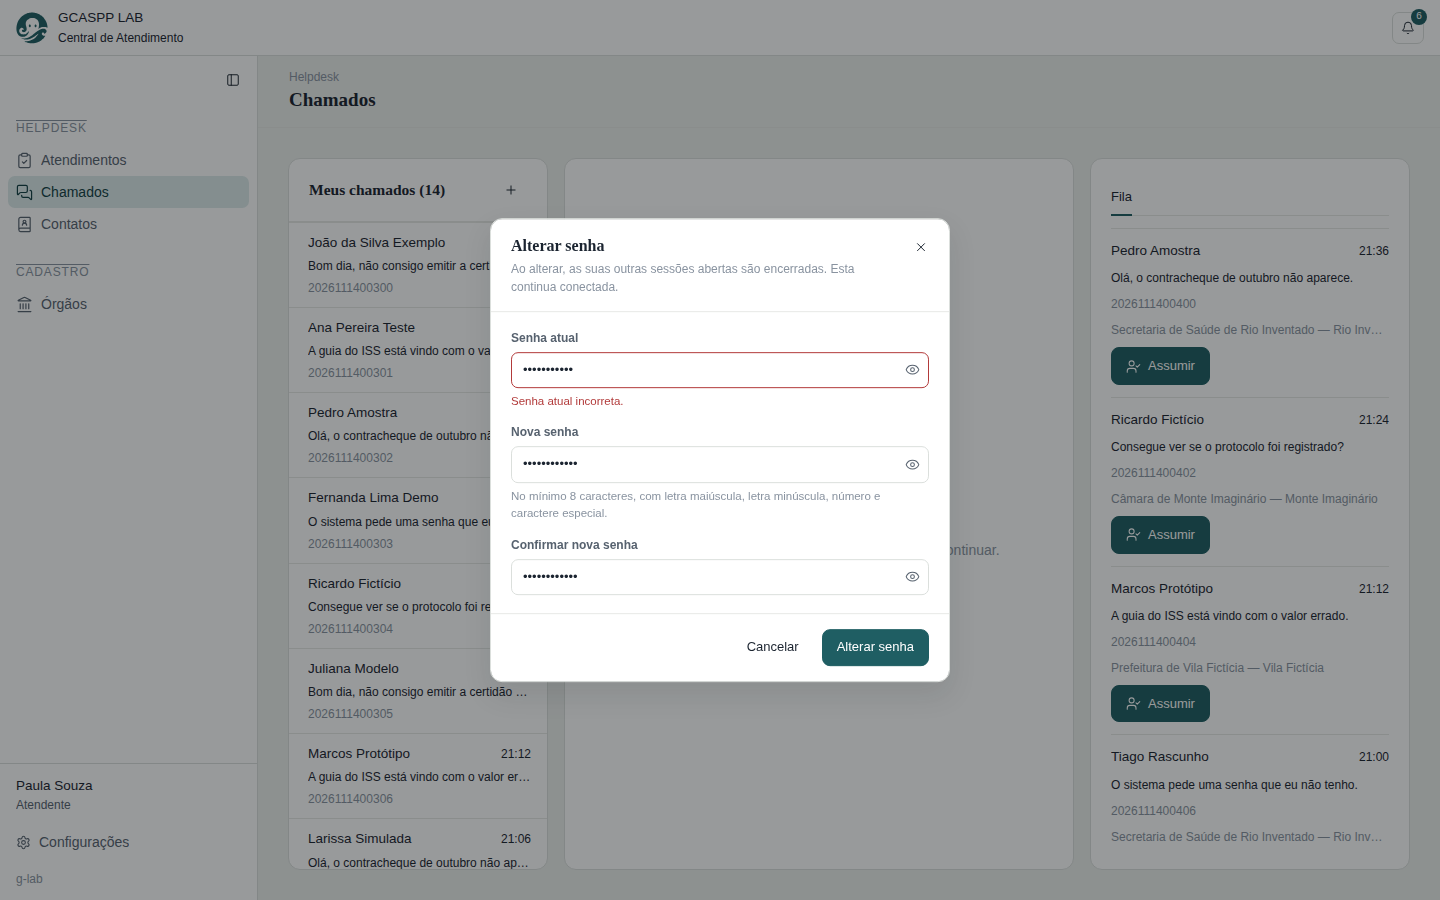 GCASPP LAB
Central de Atendimento
6
HELPDESK
Atendimentos
Chamados
Contatos
CADASTRO
Órgãos
Paula Souza
Atendente
Configurações
g-lab
Helpdesk
Chamados
Meus chamados (14)
João da Silva Exemplo
Bom dia, não consigo emitir a cert
2026111400300
Ana Pereira Teste
A guia do ISS está vindo com o va
2026111400301
Pedro Amostra
Olá, o contracheque de outubro nã
2026111400302
Fernanda Lima Demo
O sistema pede uma senha que eu
2026111400303
Ricardo Fictício
Consegue ver se o protocolo foi re
2026111400304
Juliana Modelo
Bom dia, não consigo emitir a certidão …
2026111400305
Marcos Protótipo 21:12
A guia do ISS está vindo com o valor er…
2026111400306
Larissa Simulada 21:06
Olá, o contracheque de outubro não ap…
Alterar senha
Ao alterar, as suas outras sessões abertas são encerradas. Esta
continua conectada.
Senha atual
•••••••••••
Senha atual incorreta.
Nova senha
••••••••••••
No mínimo 8 caracteres, com letra maiúscula, letra minúscula, número e
caractere especial.
Confirmar nova senha
••••••••••••
Cancelar
Alterar senha
ontinuar.
Fila
Pedro Amostra 21:36
Olá, o contracheque de outubro não aparece.
2026111400400
Secretaria de Saúde de Rio Inventado — Rio Inv…
Assumir
Ricardo Fictício 21:24
Consegue ver se o protocolo foi registrado?
2026111400402
Câmara de Monte Imaginário — Monte Imaginário
Assumir
Marcos Protótipo 21:12
A guia do ISS está vindo com o valor errado.
2026111400404
Prefeitura de Vila Fictícia — Vila Fictícia
Assumir
Tiago Rascunho 21:00
O sistema pede uma senha que eu não tenho.
2026111400406
Secretaria de Saúde de Rio Inventado — Rio Inv…